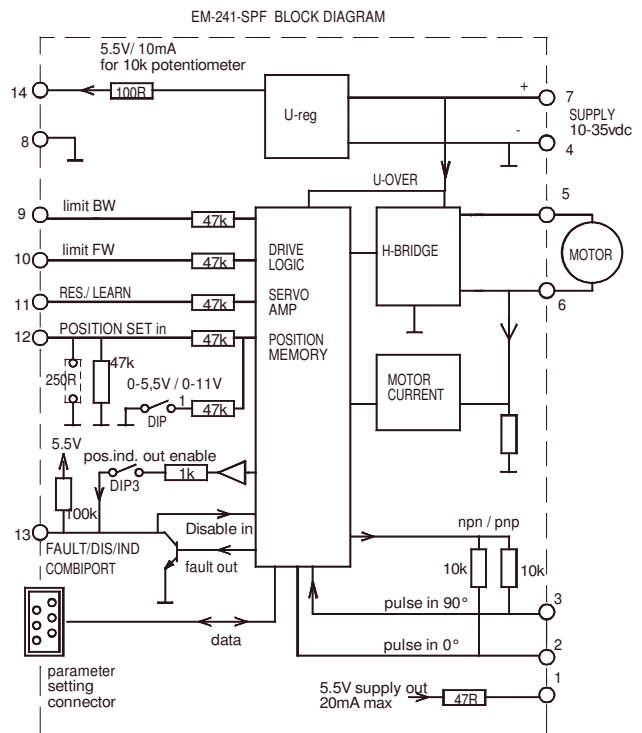 EM-241-SPF BLOCK DIAGRAM
5.5V/ 10mA
for 10k potentiometer
14
100R
U-reg
+
7
SUPPLY
10-35vdc
-
4
8
U-OVER
5
9
limit BW
47k
DRIVE
LOGIC
H-BRIDGE
MOTOR
10
limit FW
47k
11
RES./ LEARN
47k
SERVO
AMP
6
12
POSITION SET in
47k
POSITION
MEMORY
250R
47k
0-5,5V / 0-11V
1
DIP
47k
MOTOR
CURRENT
5.5V
pos.ind. out enable
DIP3
1k
100k
13
Disable in
FAULT/DIS/IND
COMBIPORT
fault out
npn / pnp
10k
10k
pulse in 90°
3
pulse in 0°
2
data
parameter
setting
connector
5.5V supply out
20mA max
47R
1